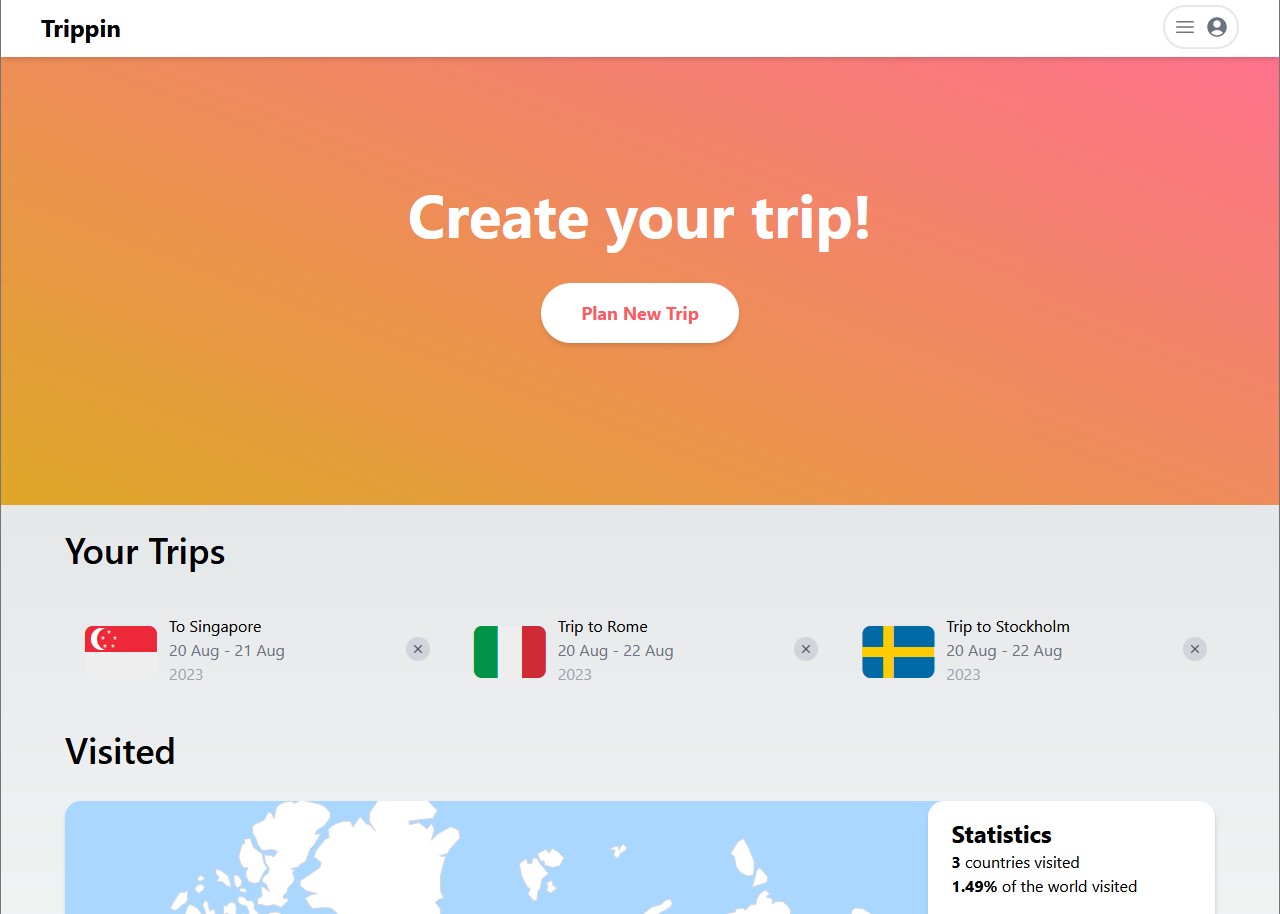 Trippin
Create your trip!
Plan New Trip
Your Trips
To Singapore
20 Aug - 21 Aug
2023
Trip to Rome
20 Aug - 22 Aug
2023
Trip to Stockholm
20 Aug - 22 Aug
2023
Visited
Statistics
3 countries visited
1.49% of the world visited